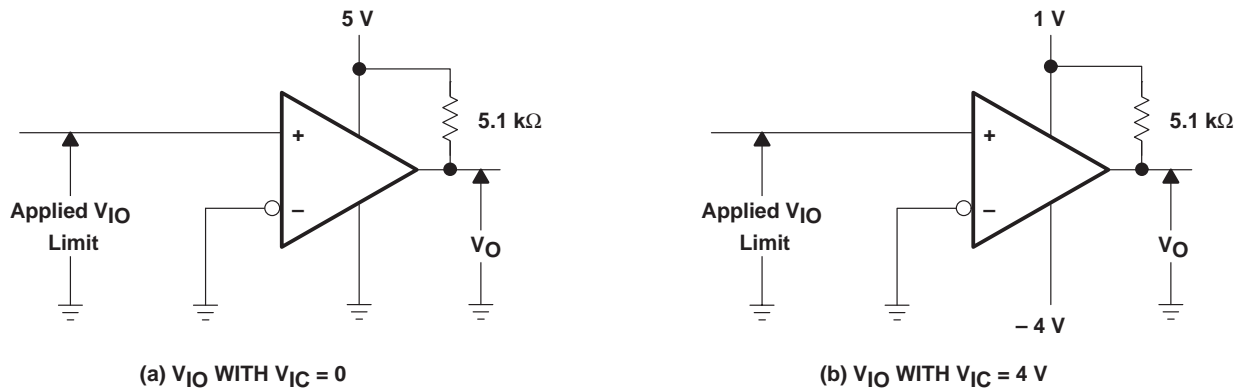 5 V
5.1 kΩ
+
−
Applied VIO
Limit
VO
(a) VIO WITH VIC = 0
1 V
5.1 kΩ
+
−
Applied VIO
Limit
VO
– 4 V
(b) VIO WITH VIC = 4 V